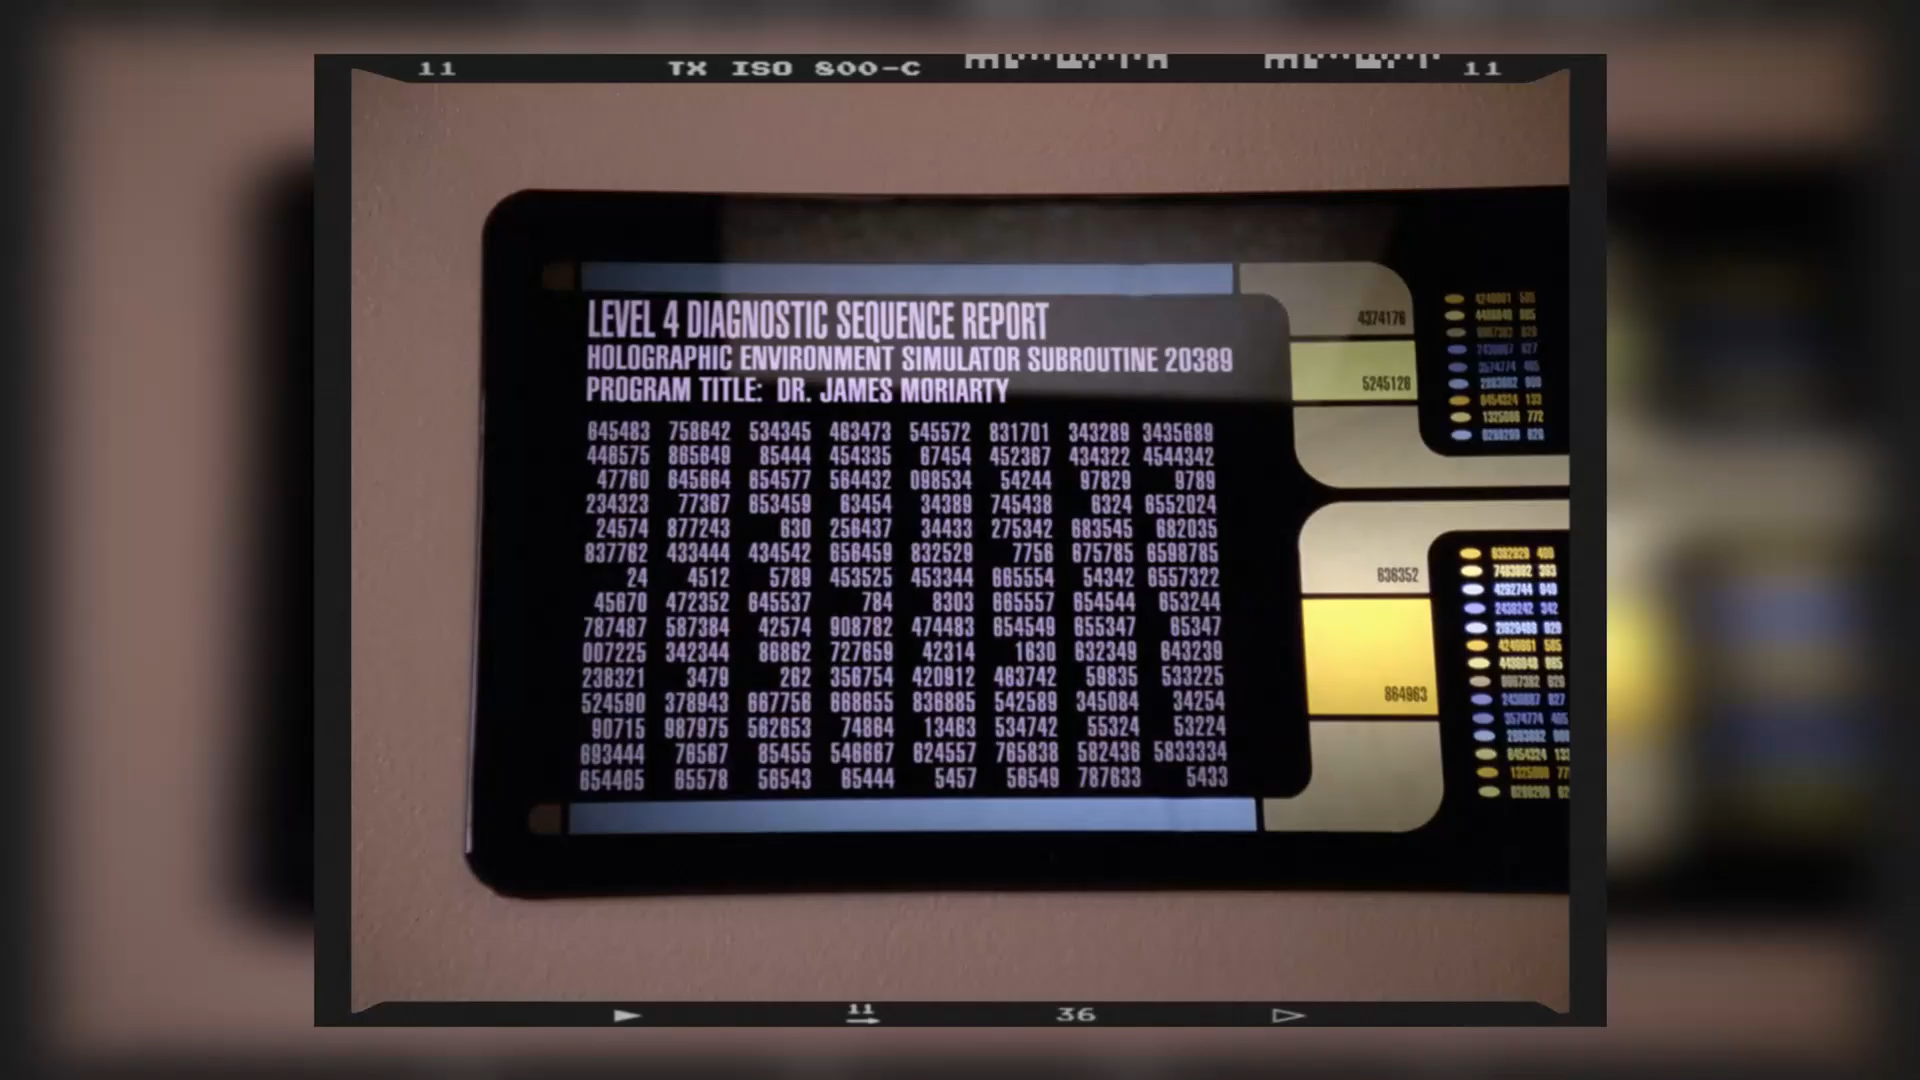 11 TX ISO 800-C 11
LEVEL 4 DIAGNOSTIC SEQUENCE REPORT
HOLOGRAPHIC ENVIRONMENT SIMULATOR SUBROUTINE 20389
PROGRAM TITLE: DR. JAMES MORIARTY
645483 758642 534345 463473 545572 831701 343289 3435689
446575 865649 85444 454335 67454 452367 434322 4544342
47760 645664 654577 564432 098534 54244 97829 9789
234323 77367 653459 63454 34389 745438 6324 6552024
24574 877243 630 256437 34433 275342 683545 682035
837762 433444 434542 656459 832529 7756 675785 6598785
24 4512 5789 453525 453344 665554 54342 6557322
45670 472352 645537 784 8303 665557 654544 653244
787487 587384 42574 908782 474483 654549 655347 65347
007225 342344 86862 727659 42314 1630 632349 643239
238321 3479 262 356754 420912 463742 59835 533225
524590 378943 667756 668655 836885 542589 345084 34254
90715 987975 562653 74864 13463 534742 55324 53224
693444 76567 85455 546667 624557 765838 562436 5833334
654465 65578 56543 65444 5457 56549 767633 5433
4374176
5245128
636352
864963
11 36